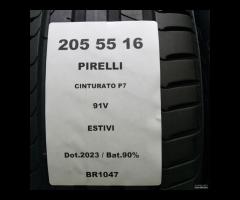 205 55 16
PIRELLI
CINTURATO P7
91V
ESTIVI
Dot.2023 / Bat.90%
BR1047